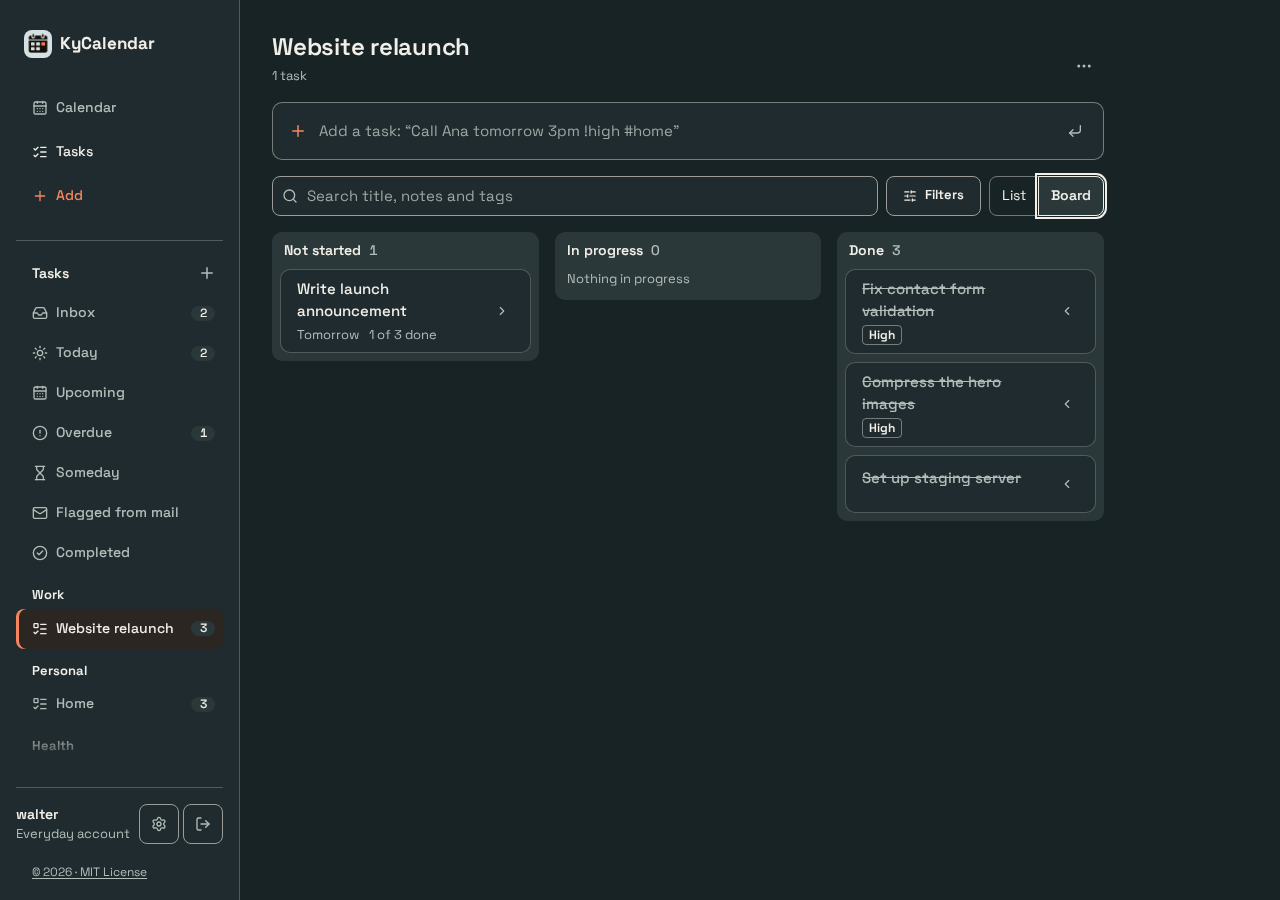 KyCalendar
Calendar
Tasks
Add
Tasks
Inbox 2
Today 2
Upcoming
Overdue 1
Someday
Flagged from mail
Completed
Work
Website relaunch 3
Personal
Home 3
Health
walter
Everyday account
© 2026 · MIT License
Website relaunch
1 task
Add a task: “Call Ana tomorrow 3pm !high #home”
Search title, notes and tags
Filters
List
Board
Not started 1
Write launch
announcement
Tomorrow 1 of 3 done
In progress 0
Nothing in progress
Done 3
Fix contact form
validation
High
Compress the hero
images
High
Set up staging server